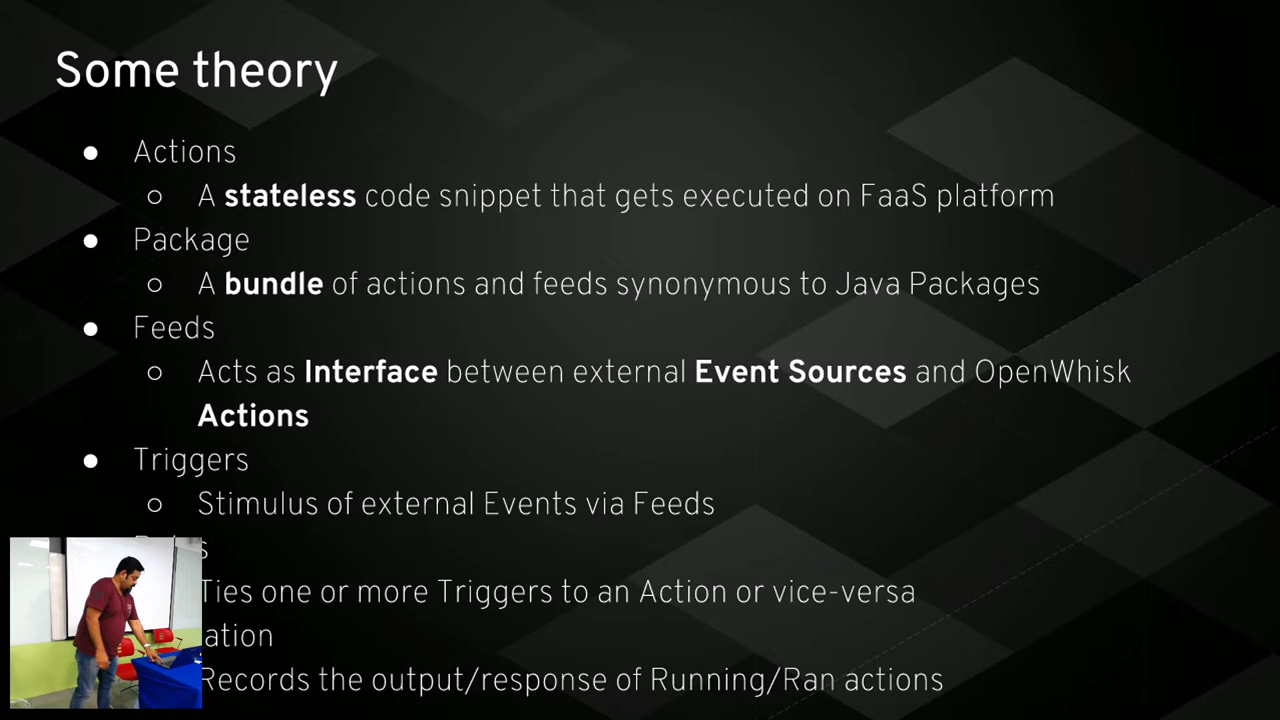 Some theory
● Actions
○ A stateless code snippet that gets executed on FaaS platform
● Package
○ A bundle of actions and feeds synonymous to Java Packages
● Feeds
○ Acts as Interface between external Event Sources and OpenWhisk
Actions
● Triggers
○ Stimulus of external Events via Feeds
Ties one or more Triggers to an Action or vice-versa
ation
Records the output/response of Running/Ran actions